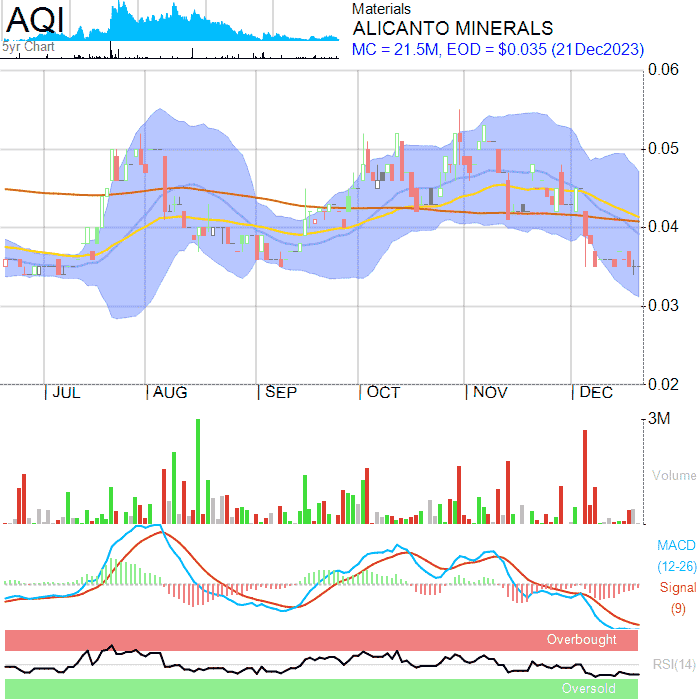 AQI
5yr Chart
Materials
ALICANTO MINERALS
MC = 21.5M, EOD = $0.035 (21Dec2023)
0.06
0.05
0.04
0.03
0.02
JUL AUG SEP OCT NOV DEC
3M
Volume
MACD
(12-26)
Signal
(9)
Overbought
RSI(14)
Oversold